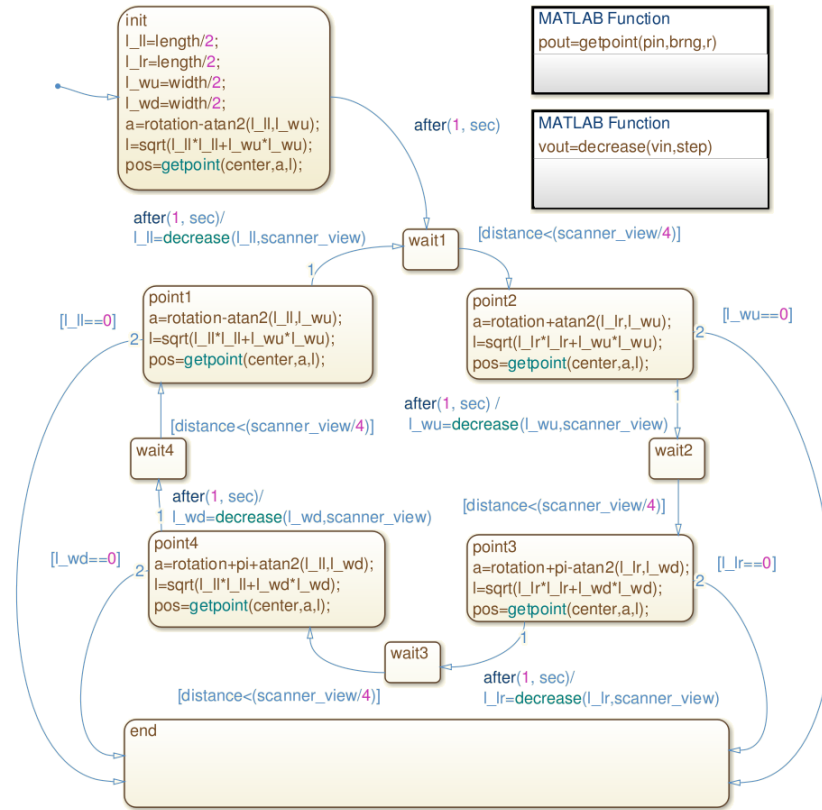 init
l_ll=length/2;
l_lr=length/2;
l_wu=width/2;
l_wd=width/2;
a=rotation-atan2(l_ll,l_wu);
l=sqrt(l_ll*l_ll+l_wu*l_wu);
pos=getpoint(center,a,l);
MATLAB Function
pout=getpoint(pin,brng,r)
MATLAB Function
vout=decrease(vin,step)
after(1, sec)
after(1, sec)/
l_ll=decrease(l_ll,scanner_view)
wait1
[distance<(scanner_view/4)]
1
[l_ll==0]
2
point1
a=rotation-atan2(l_ll,l_wu);
l=sqrt(l_ll*l_ll+l_wu*l_wu);
pos=getpoint(center,a,l);
point2
a=rotation+atan2(l_lr,l_wu);
l=sqrt(l_lr*l_lr+l_wu*l_wu);
pos=getpoint(center,a,l);
2
[l_wu==0]
1
after(1, sec) /
l_wu=decrease(l_wu,scanner_view)
[distance<(scanner_view/4)]
wait4
wait2
after(1, sec)/
l_wd=decrease(l_wd,scanner_view)
1
[distance<(scanner_view/4)]
[l_wd==0]
2
point4
a=rotation+pi+atan2(l_ll,l_wd);
l=sqrt(l_ll*l_ll+l_wd*l_wd);
pos=getpoint(center,a,l);
point3
a=rotation+pi-atan2(l_lr,l_wd);
l=sqrt(l_lr*l_lr+l_wd*l_wd);
pos=getpoint(center,a,l);
2
[l_lr==0]
1
wait3
[distance<(scanner_view/4)]
after(1, sec)/
l_lr=decrease(l_lr,scanner_view)
end